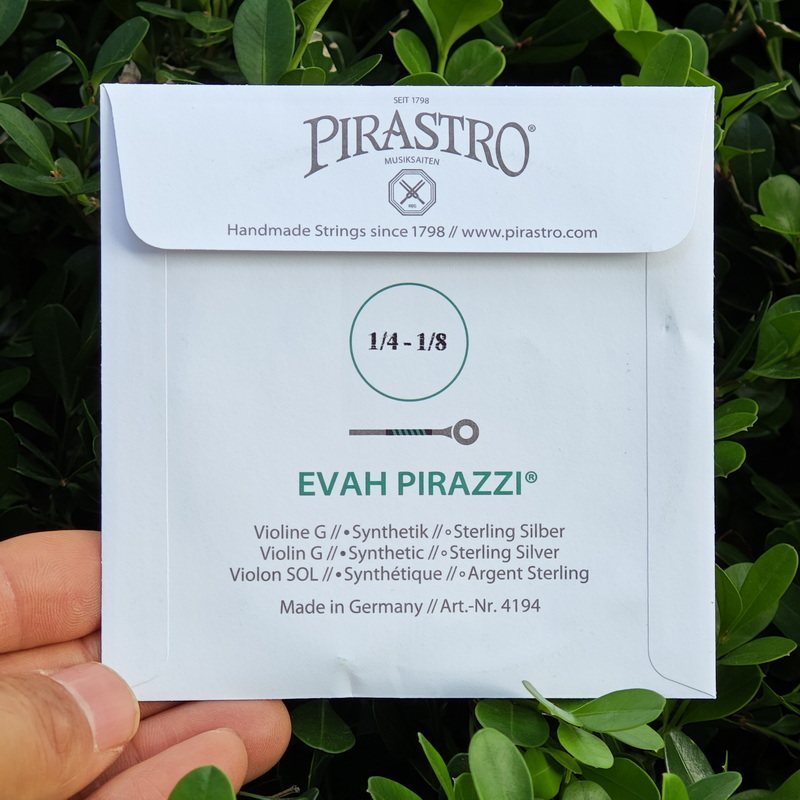 SEIT 1798
PIRASTRO®
MUSIKSAITEN
REG
Handmade Strings since 1798 // www.pirastro.com
1/4 - 1/8
EVAH PIRAZZI®
Violine G // • Synthetik // ∘ Sterling Silber
Violin G // • Synthetic // ∘ Sterling Silver
Violon SOL // • Synthétique // ∘ Argent Sterling
Made in Germany // Art.-Nr. 4194